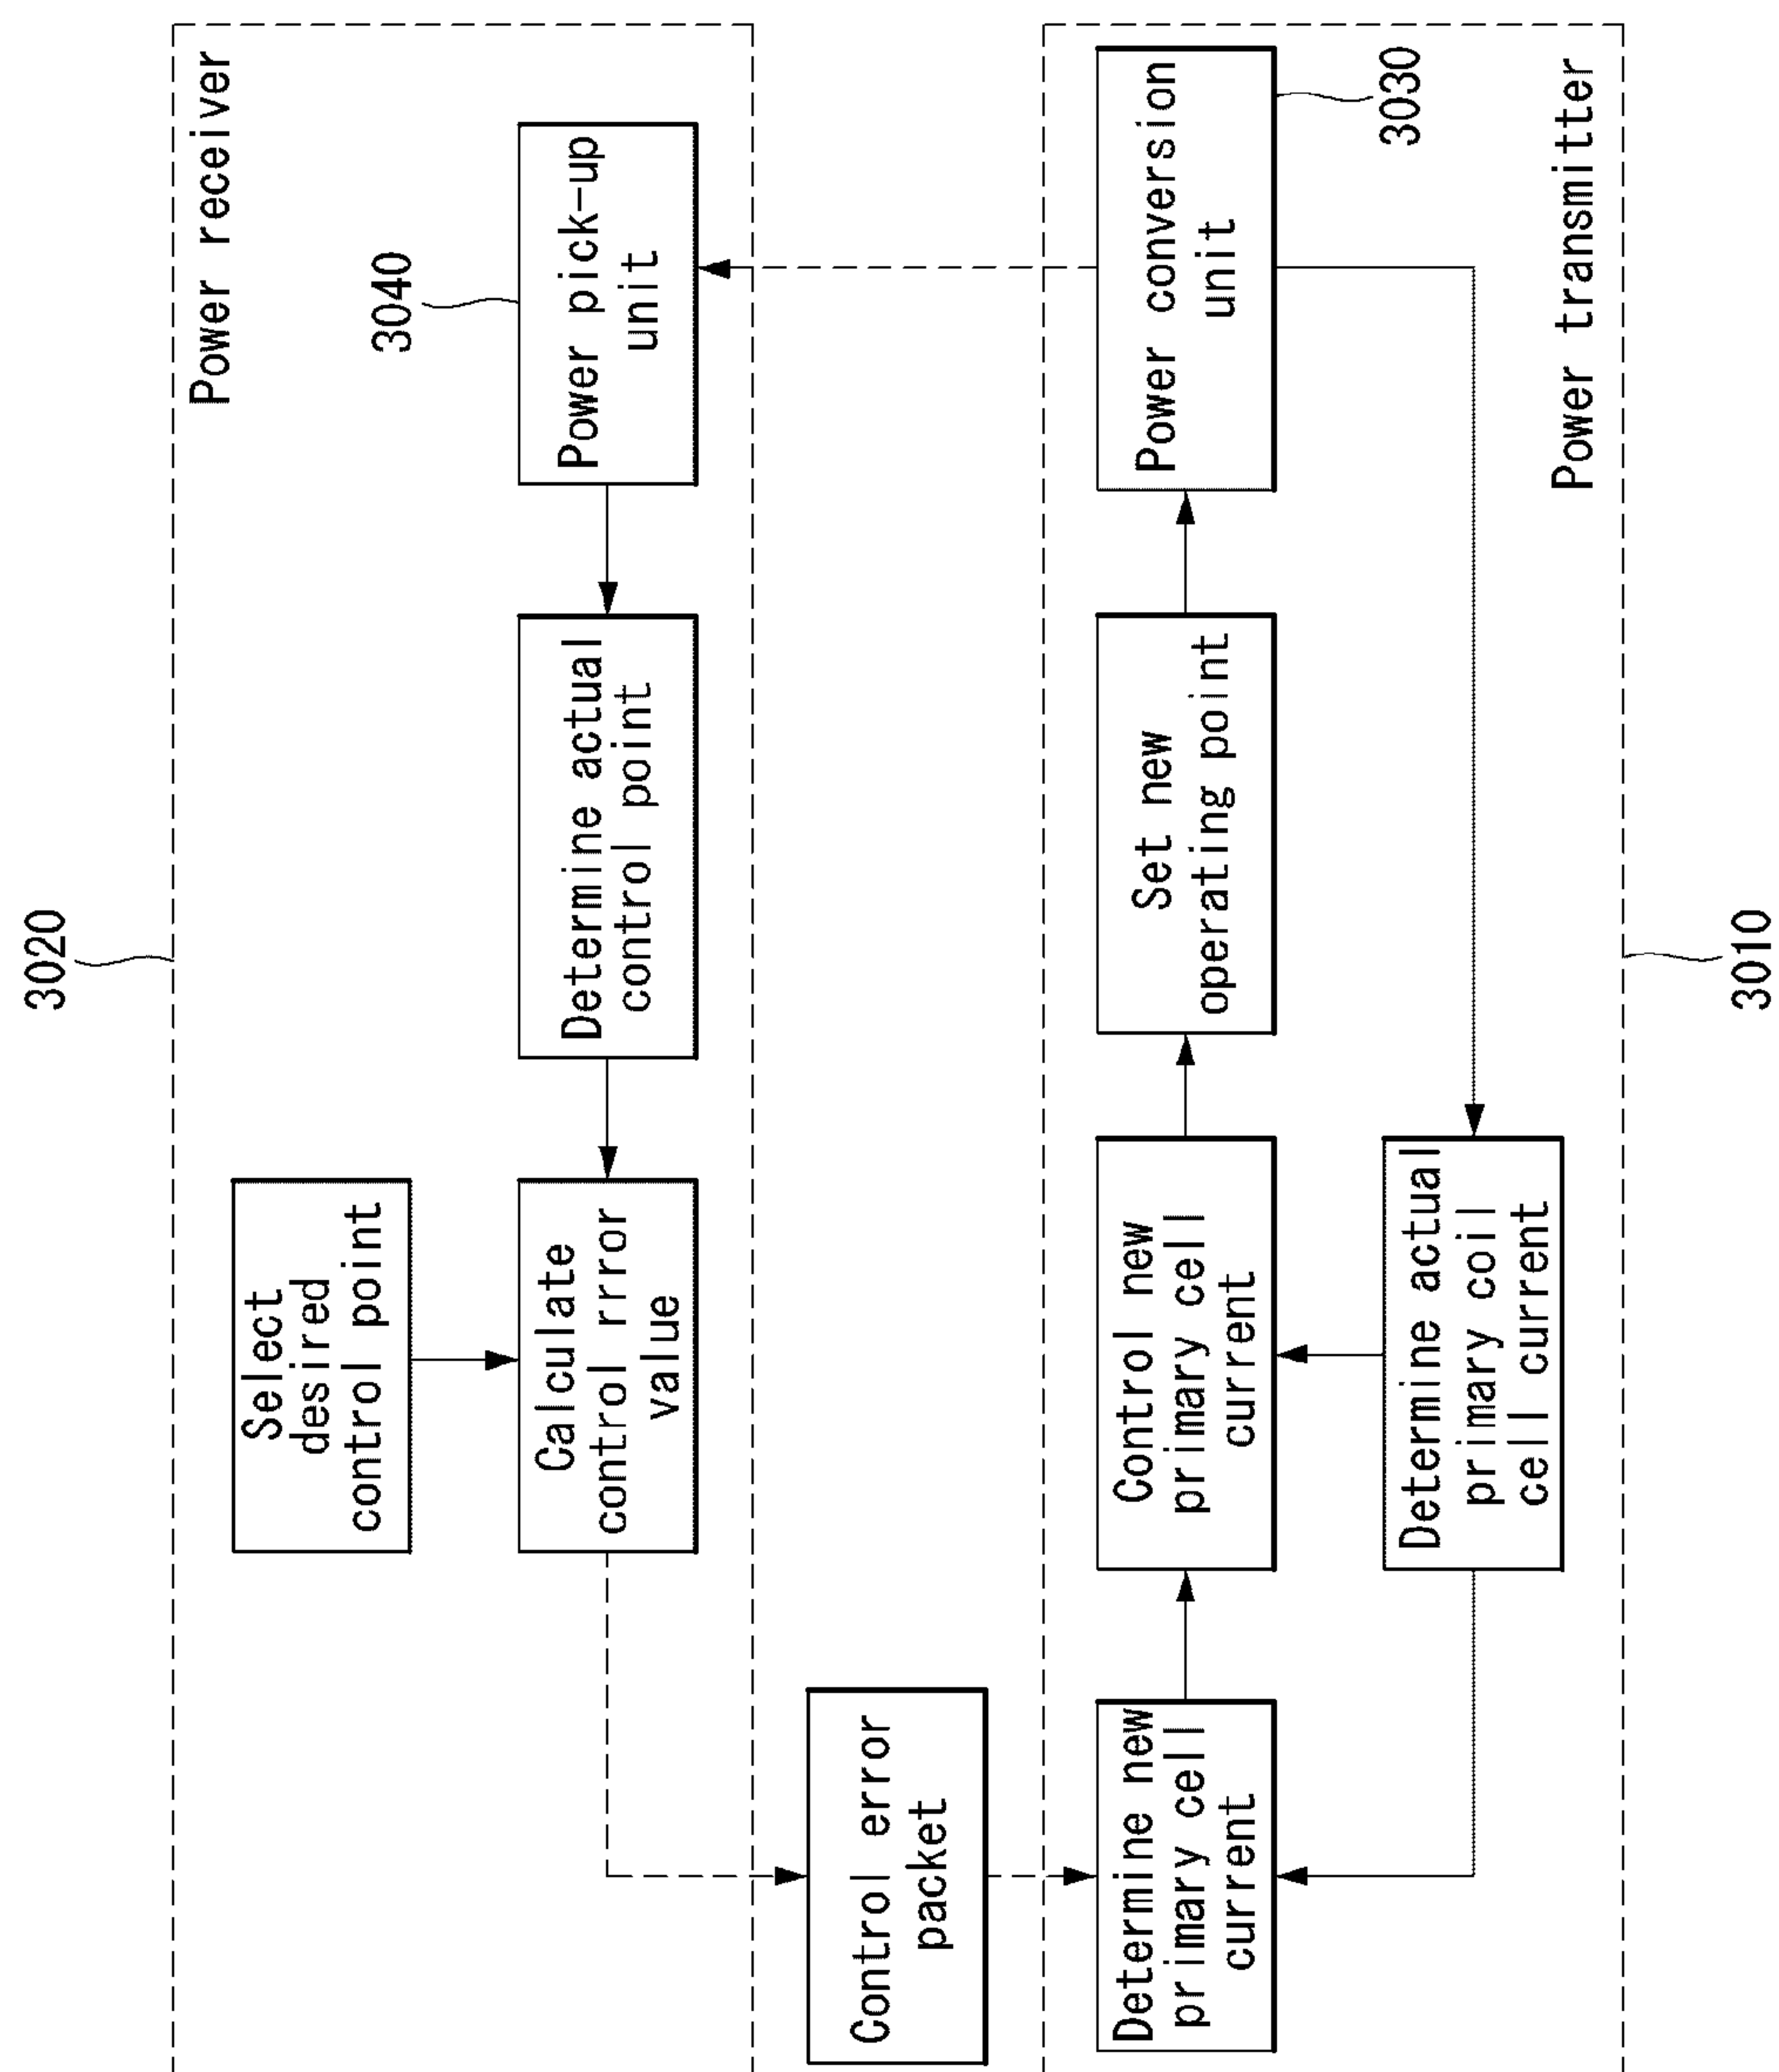 3020
Power receiver
Select
desired
control point
3040
Calculate
control rrror
value
Determine actual
control point
Power pick-up
unit
Control error
packet
Determine new
primary cell
current
Control new
primary cell
current
Set new
operating point
Power conversion
unit
3030
Determine actual
primary coil
cell current
Power transmitter
3010